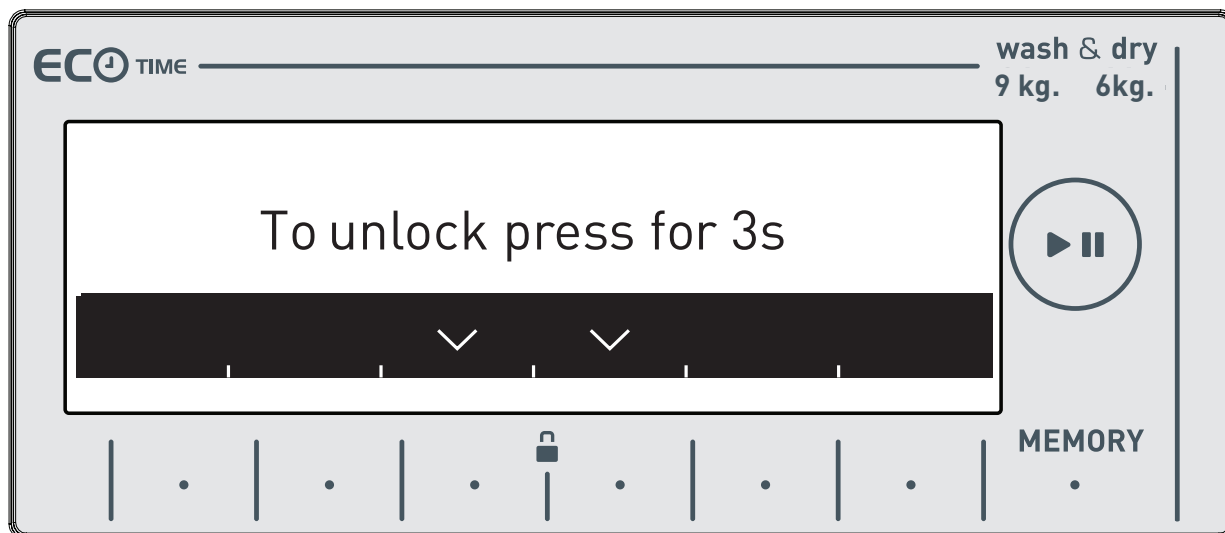 ECO TIME
wash & dry
9 kg. 6kg.
To unlock press for 3s
MEMORY